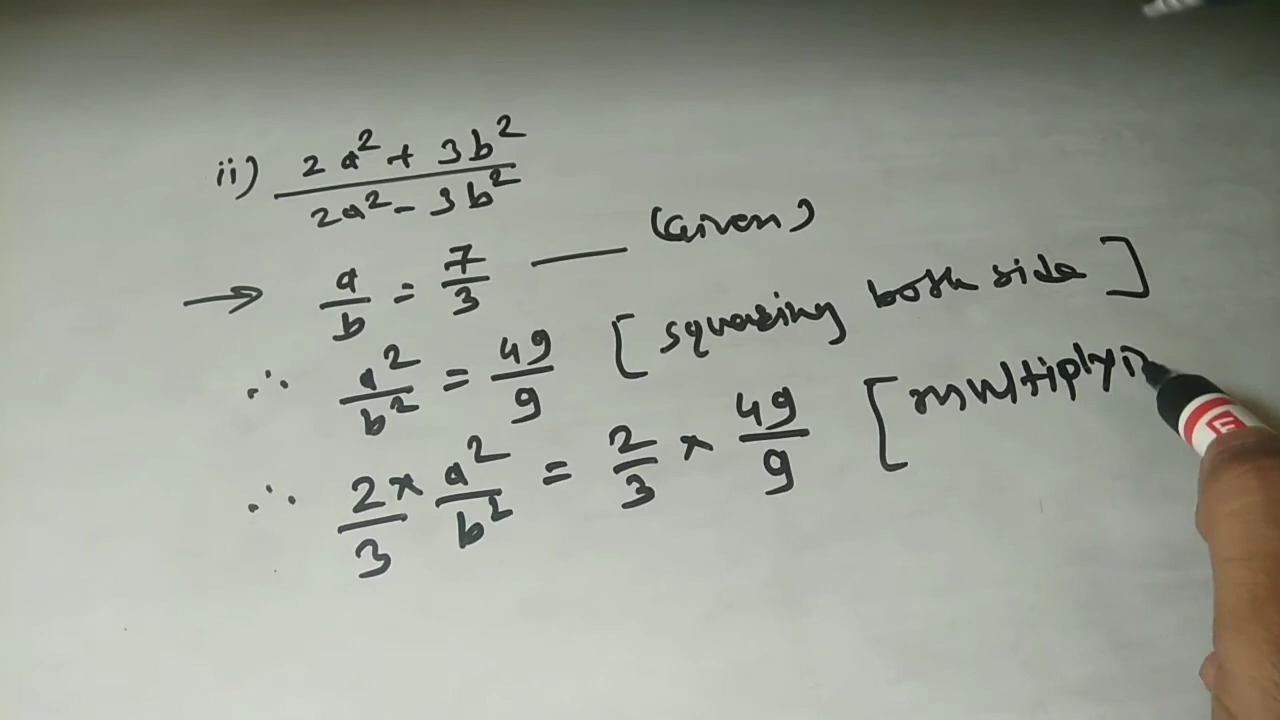 ii) (2a² + 3b²)/(2a² - 3b²)
→ a/b = 7/3 —— (Given)
∴ a²/b² = 49/9 [squaring both side]
∴ 2/3 × a²/b² = 2/3 × 49/9 [multiplyi
E